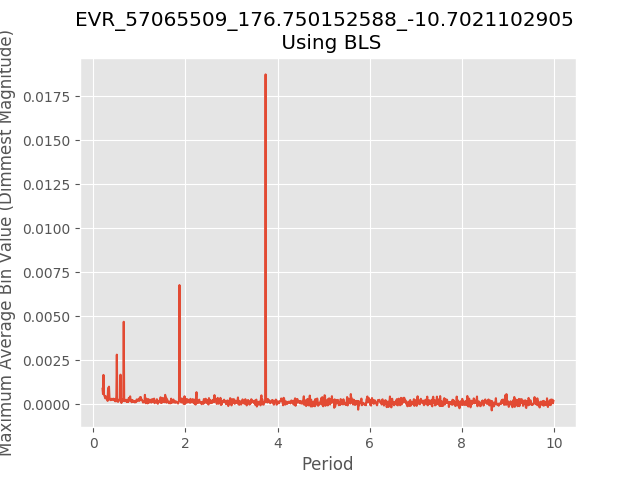 EVR_57065509_176.750152588_-10.7021102905
Using BLS
Maximum Average Bin Value (Dimmest Magnitude)
0.0175
0.0150
0.0125
0.0100
0.0075
0.0050
0.0025
0.0000
0 2 4 6 8 10
Period